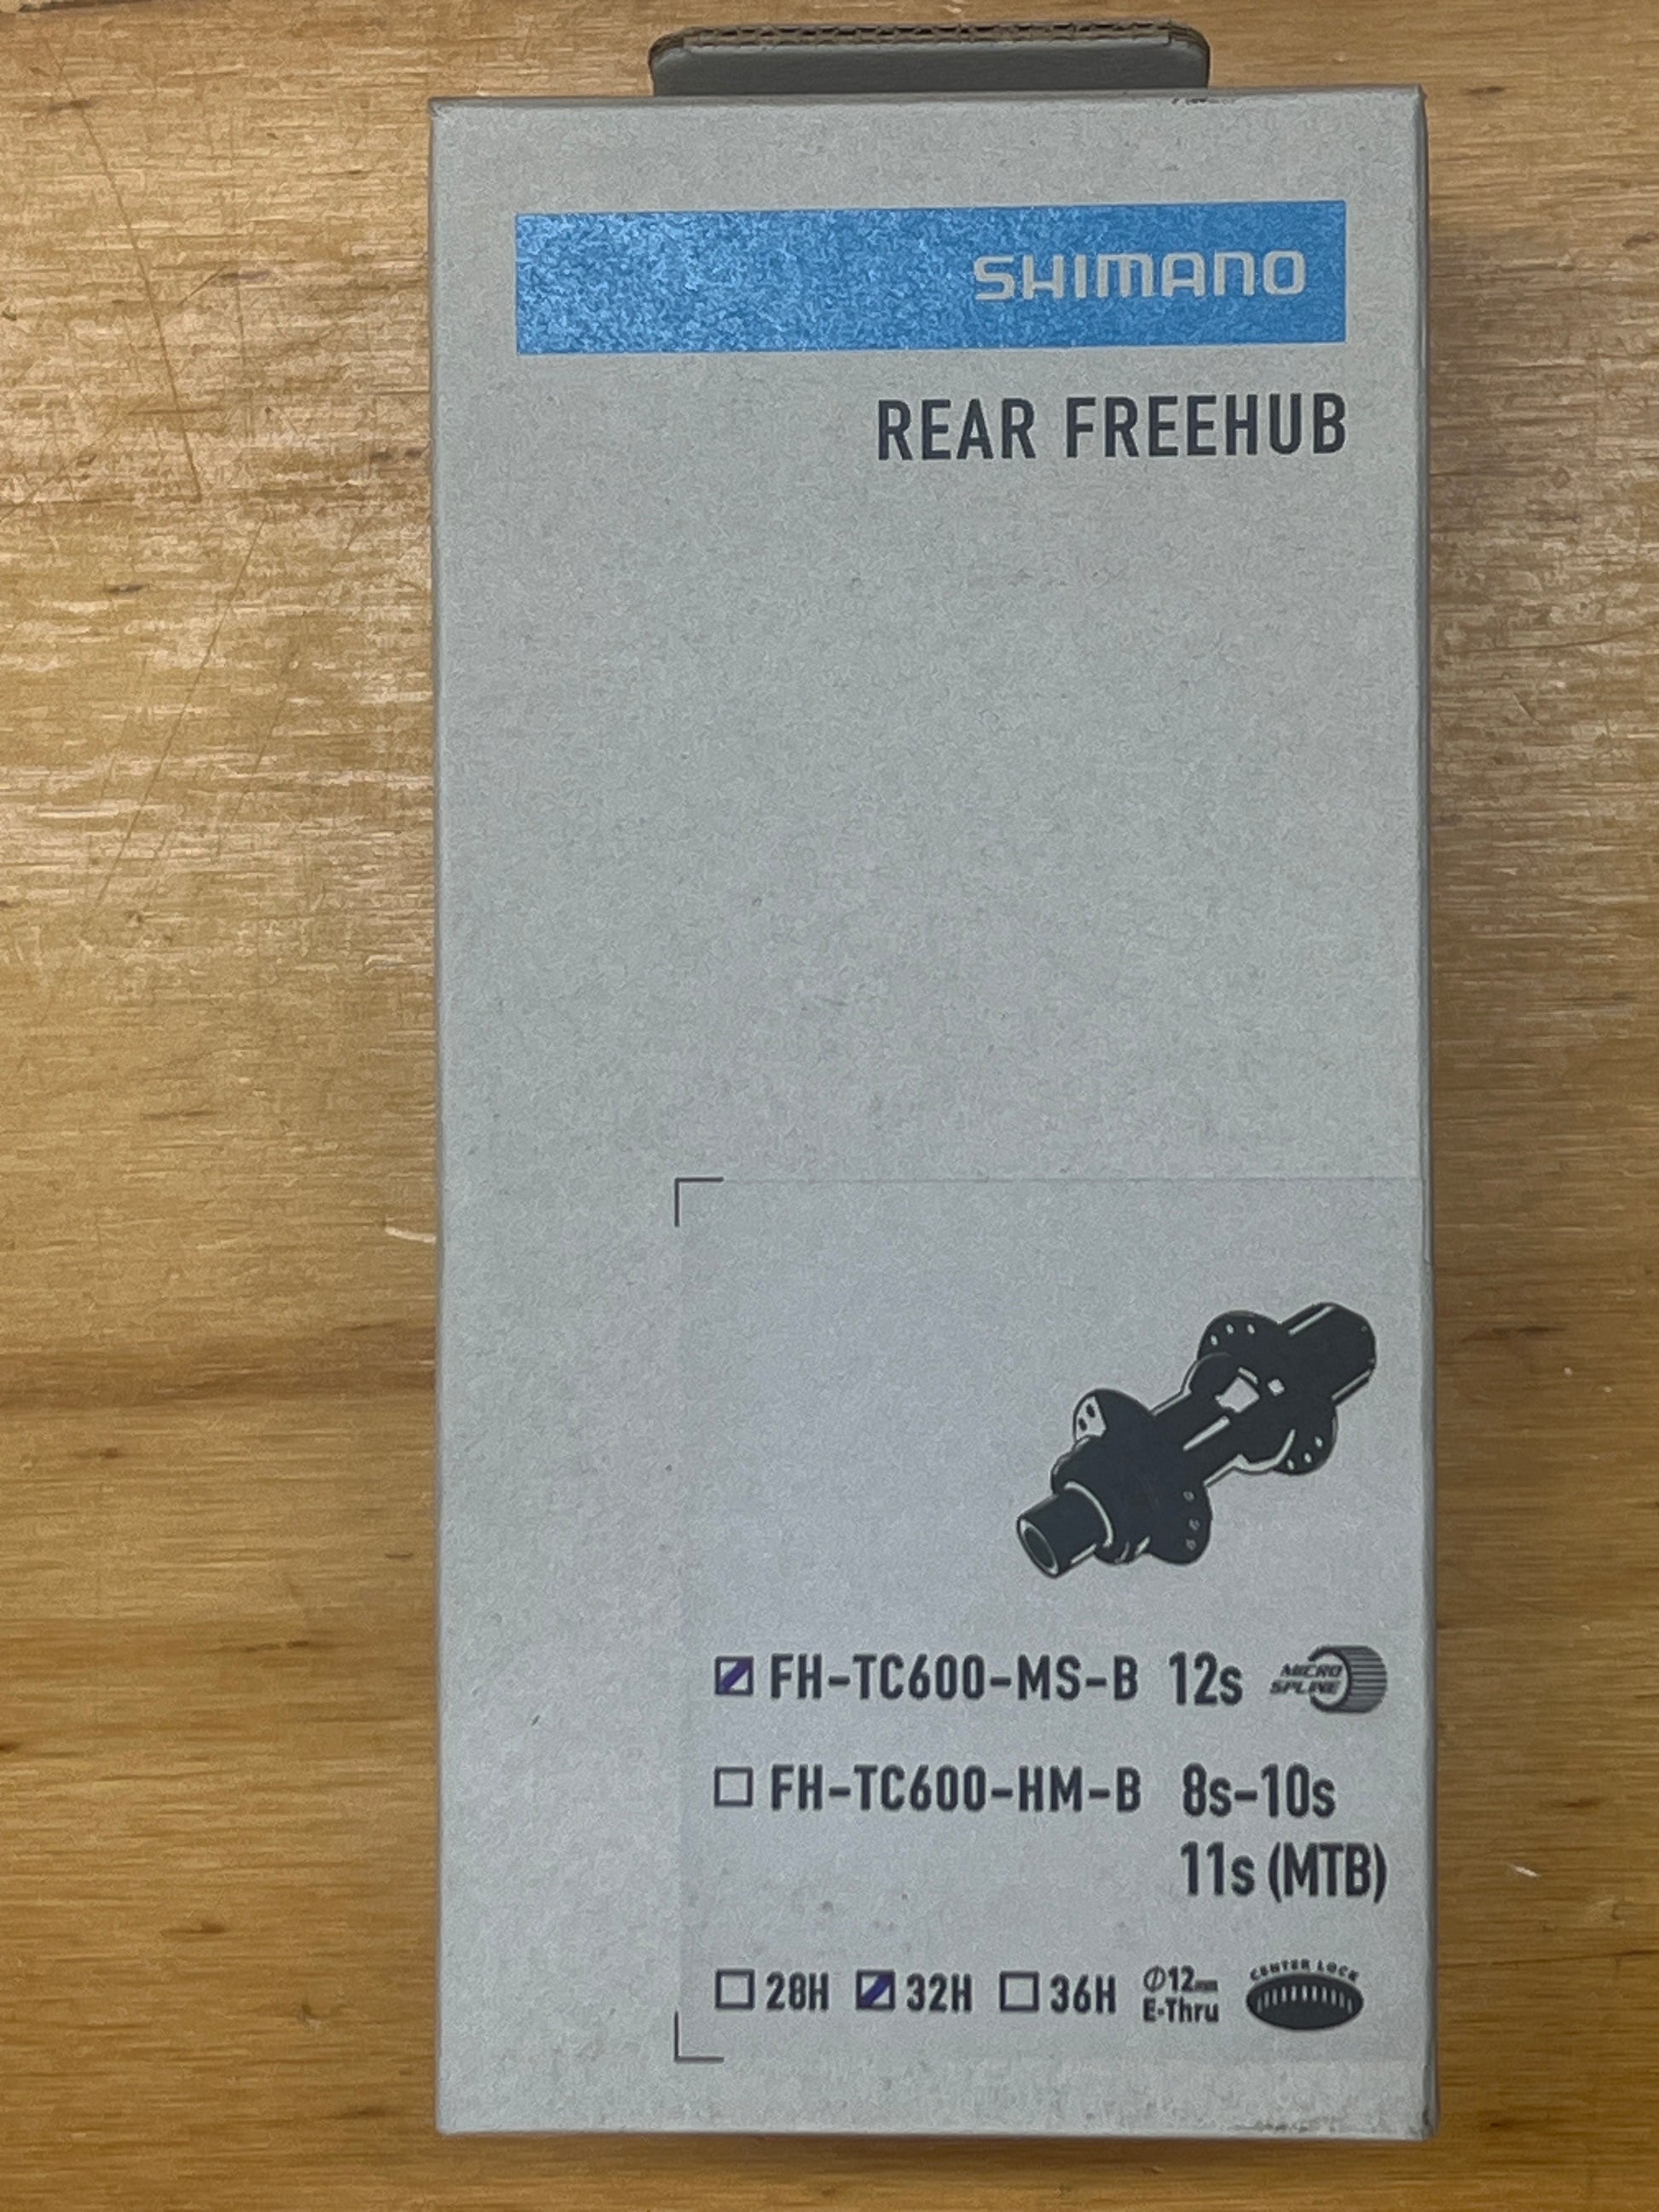 SHIMANO
REAR FREEHUB
FH-TC600-MS-B 12s MICRO SPLINE
FH-TC600-HM-B 8s-10s
11s (MTB)
28H 32H 36H ⌀12mm E-Thru CENTER LOCK